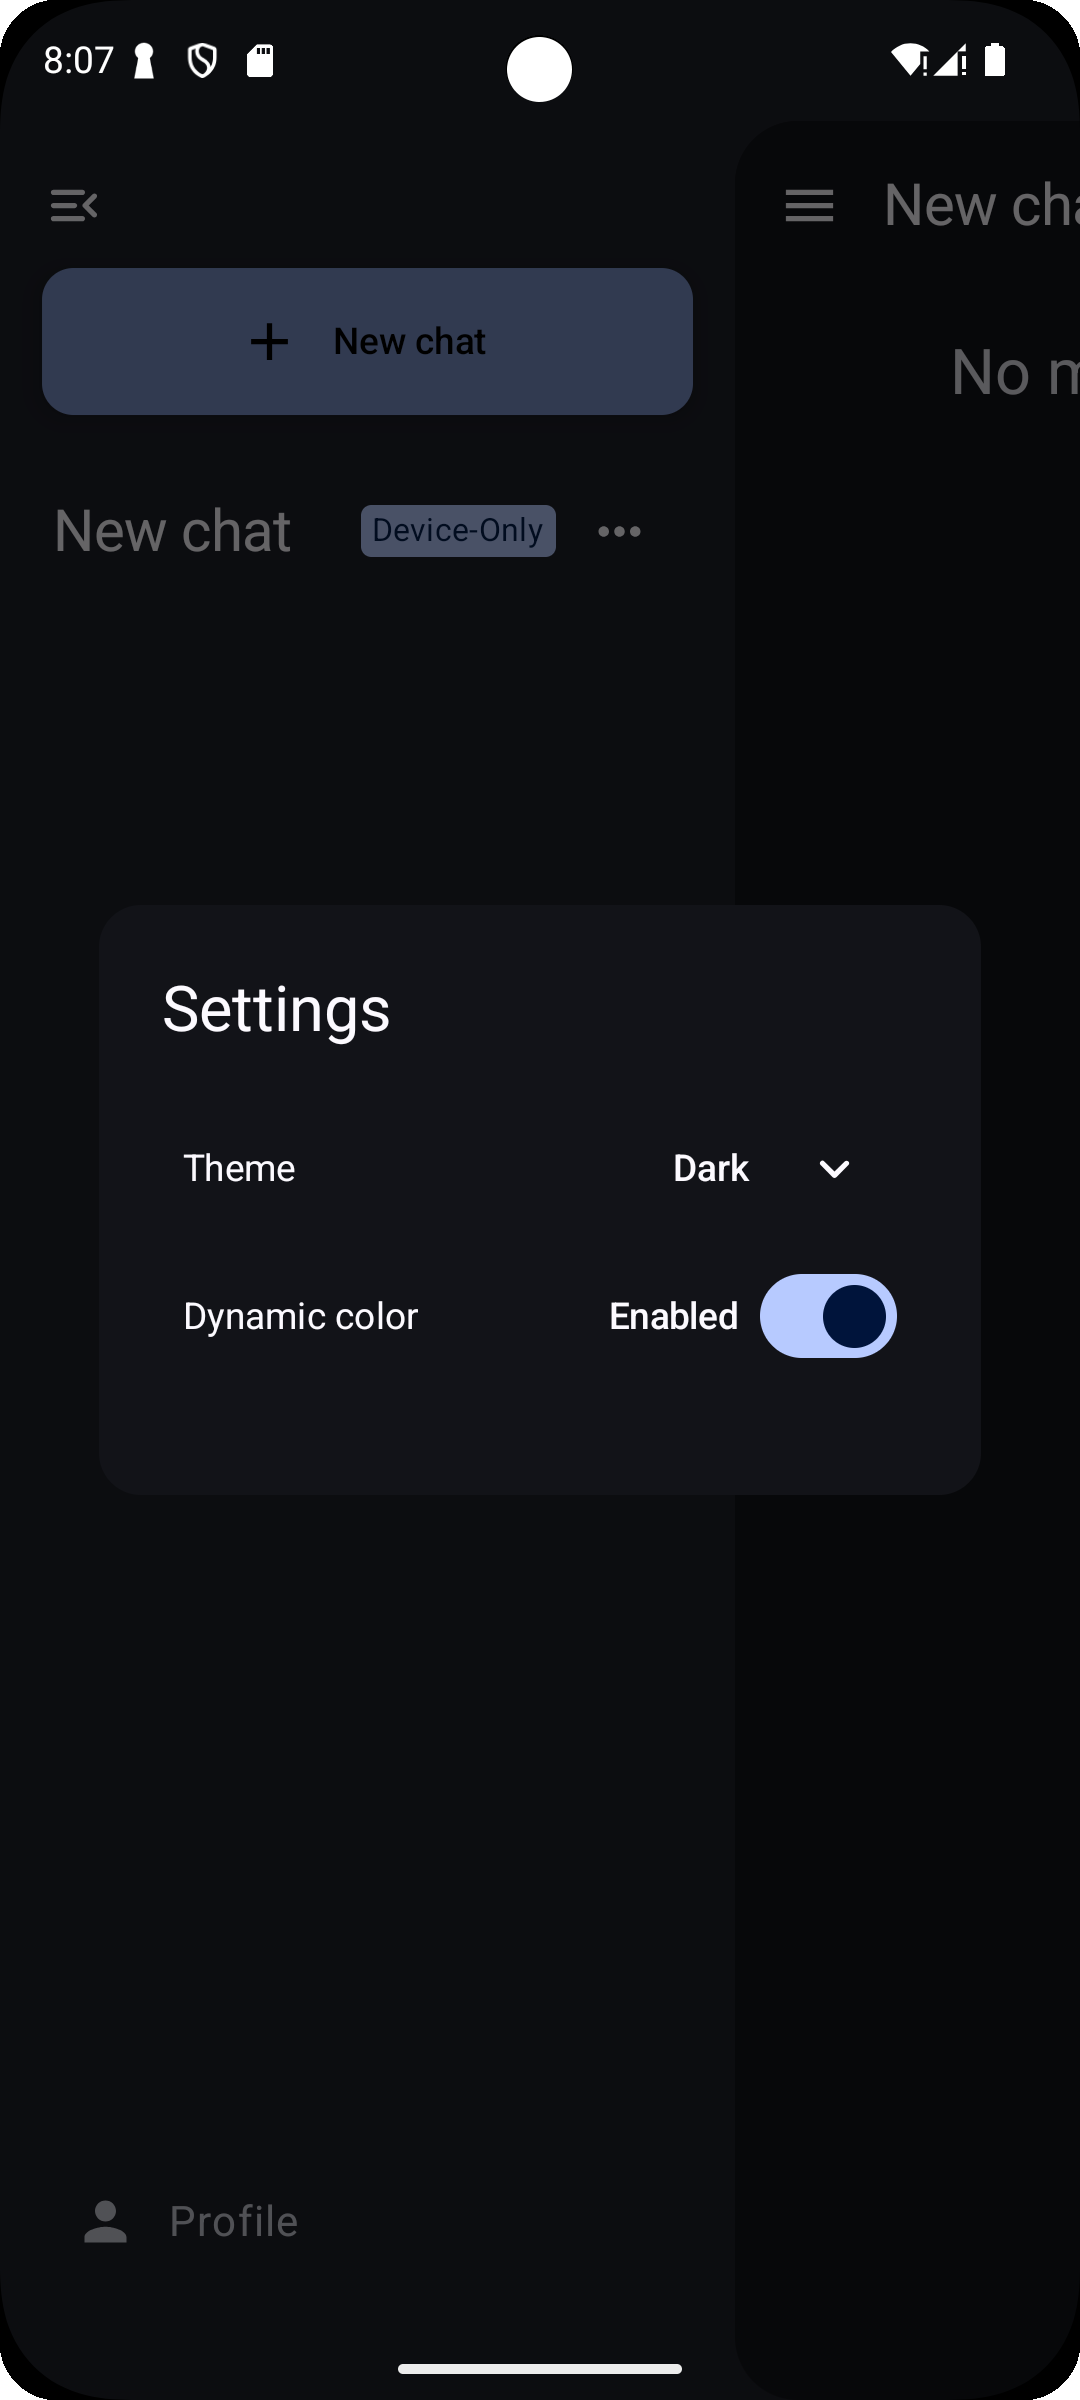 8:07
New cha
New chat
No m
New chat
Device-Only
Settings
Theme
Dark
Dynamic color
Enabled
Profile